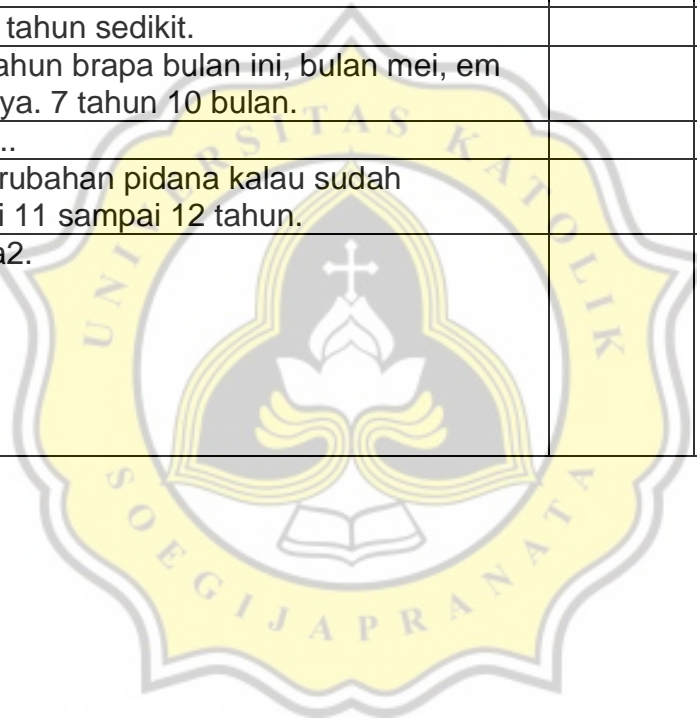 tahun sedikit.
ahun brapa bulan ini, bulan mei, em
ya. 7 tahun 10 bulan.
..
rubahan pidana kalau sudah
i 11 sampai 12 tahun.
a2.
UNIVERSITAS KATOLIK
SOEGIJAPRANATA